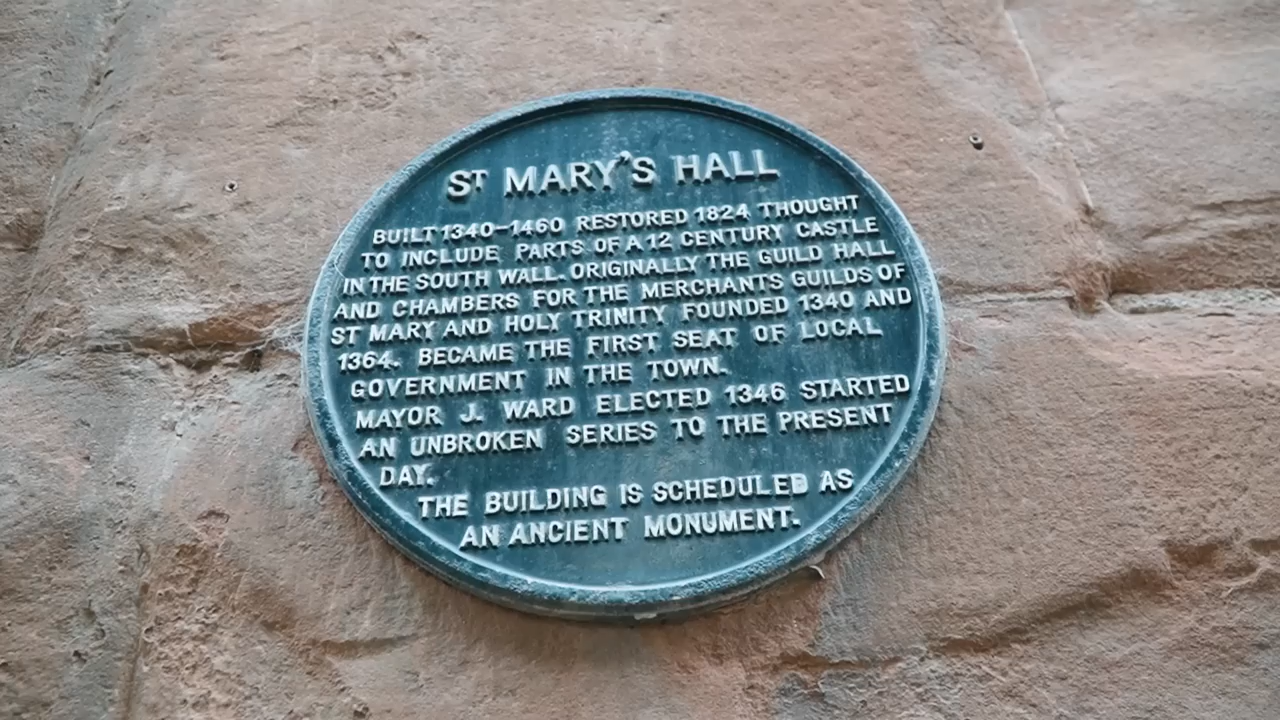 ST MARY'S HALL
BUILT 1340-1460 RESTORED 1824 THOUGHT
TO INCLUDE PARTS OF A 12 CENTURY CASTLE
IN THE SOUTH WALL. ORIGINALLY THE GUILD HALL
AND CHAMBERS FOR THE MERCHANTS GUILDS OF
ST MARY AND HOLY TRINITY FOUNDED 1340 AND
1364. BECAME THE FIRST SEAT OF LOCAL
GOVERNMENT IN THE TOWN.
MAYOR J. WARD ELECTED 1346 STARTED
AN UNBROKEN SERIES TO THE PRESENT
DAY.
THE BUILDING IS SCHEDULED AS
AN ANCIENT MONUMENT.